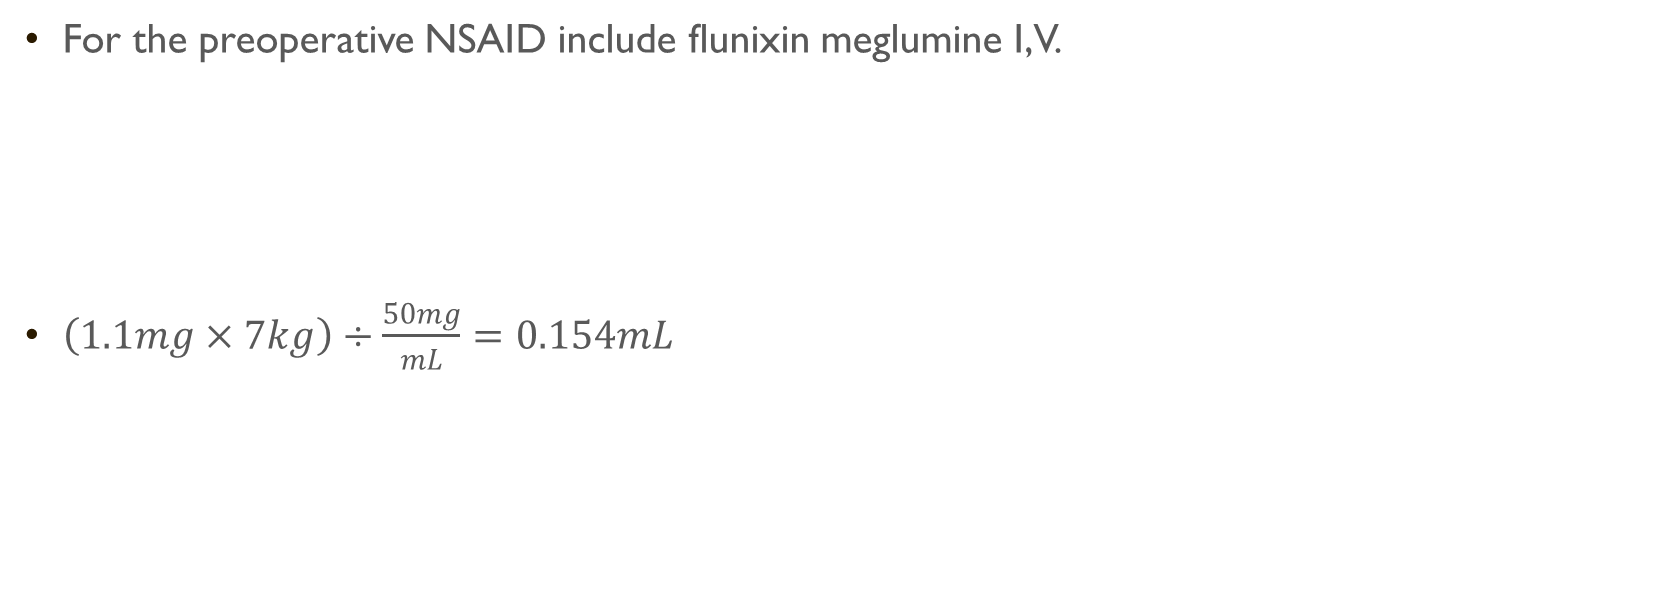 • For the preoperative NSAID include flunixin meglumine I,V.
• (1.1mg × 7kg) ÷ 50mg/mL = 0.154mL